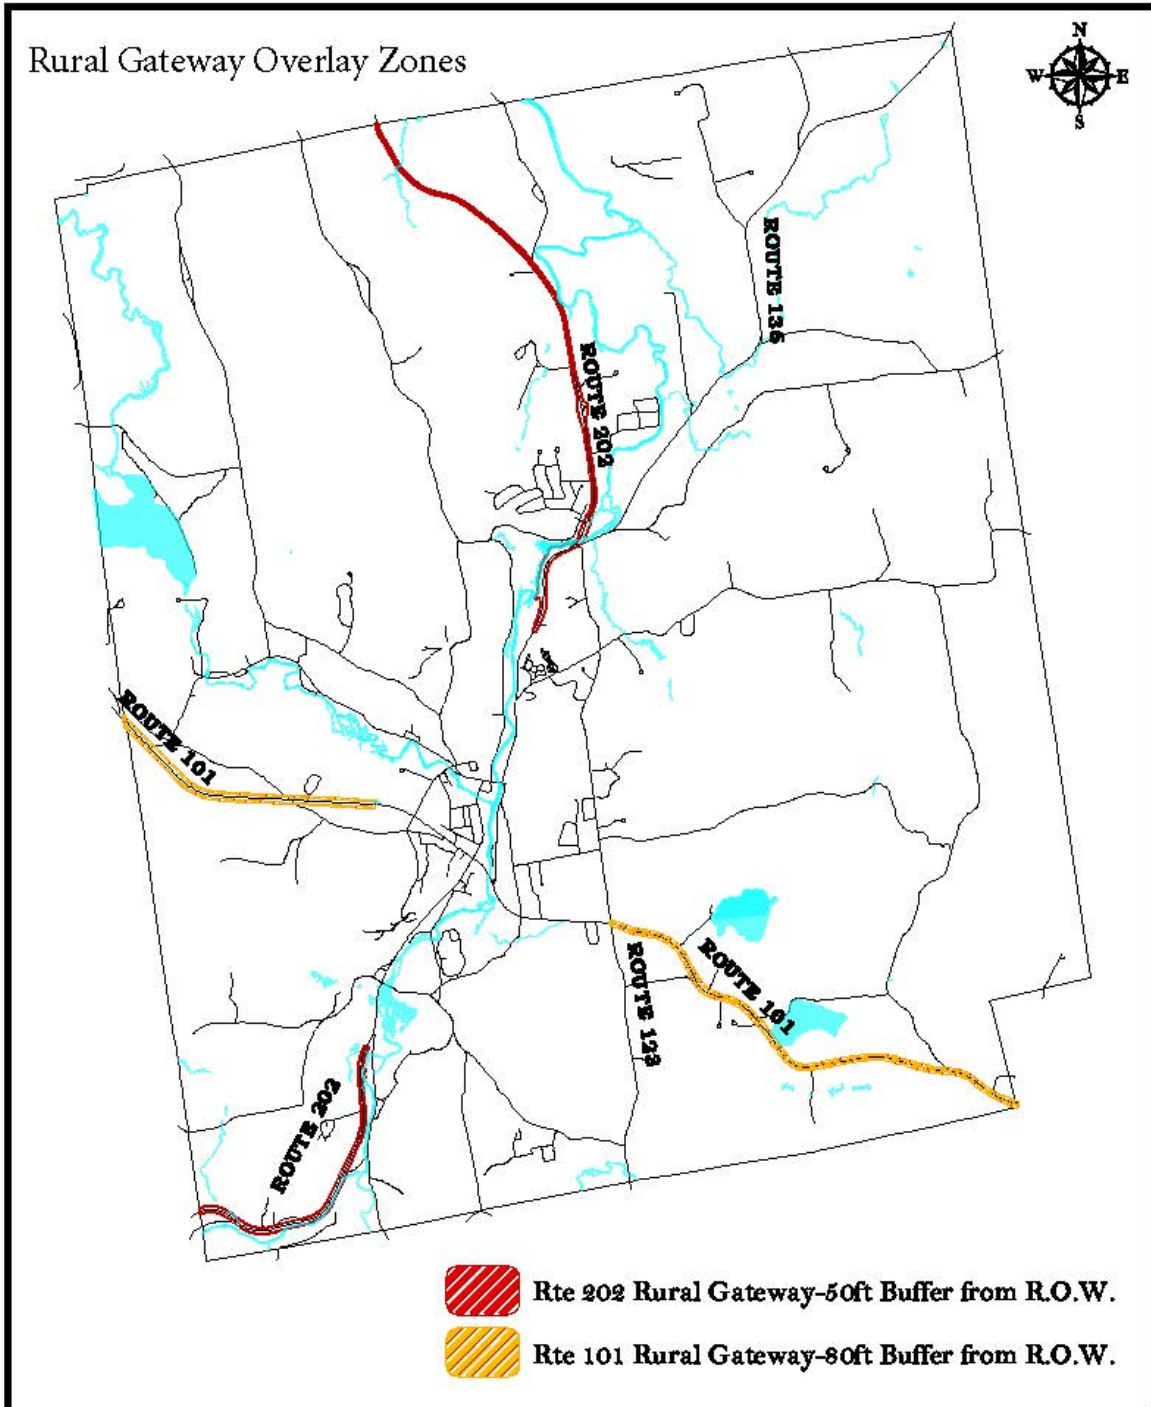 Rural Gateway Overlay Zones
N
W E
S
ROUTE 136
ROUTE 202
ROUTE 101
ROUTE 101
ROUTE 123
ROUTE 202
Rte 202 Rural Gateway-50ft Buffer from R.O.W.
Rte 101 Rural Gateway-80ft Buffer from R.O.W.